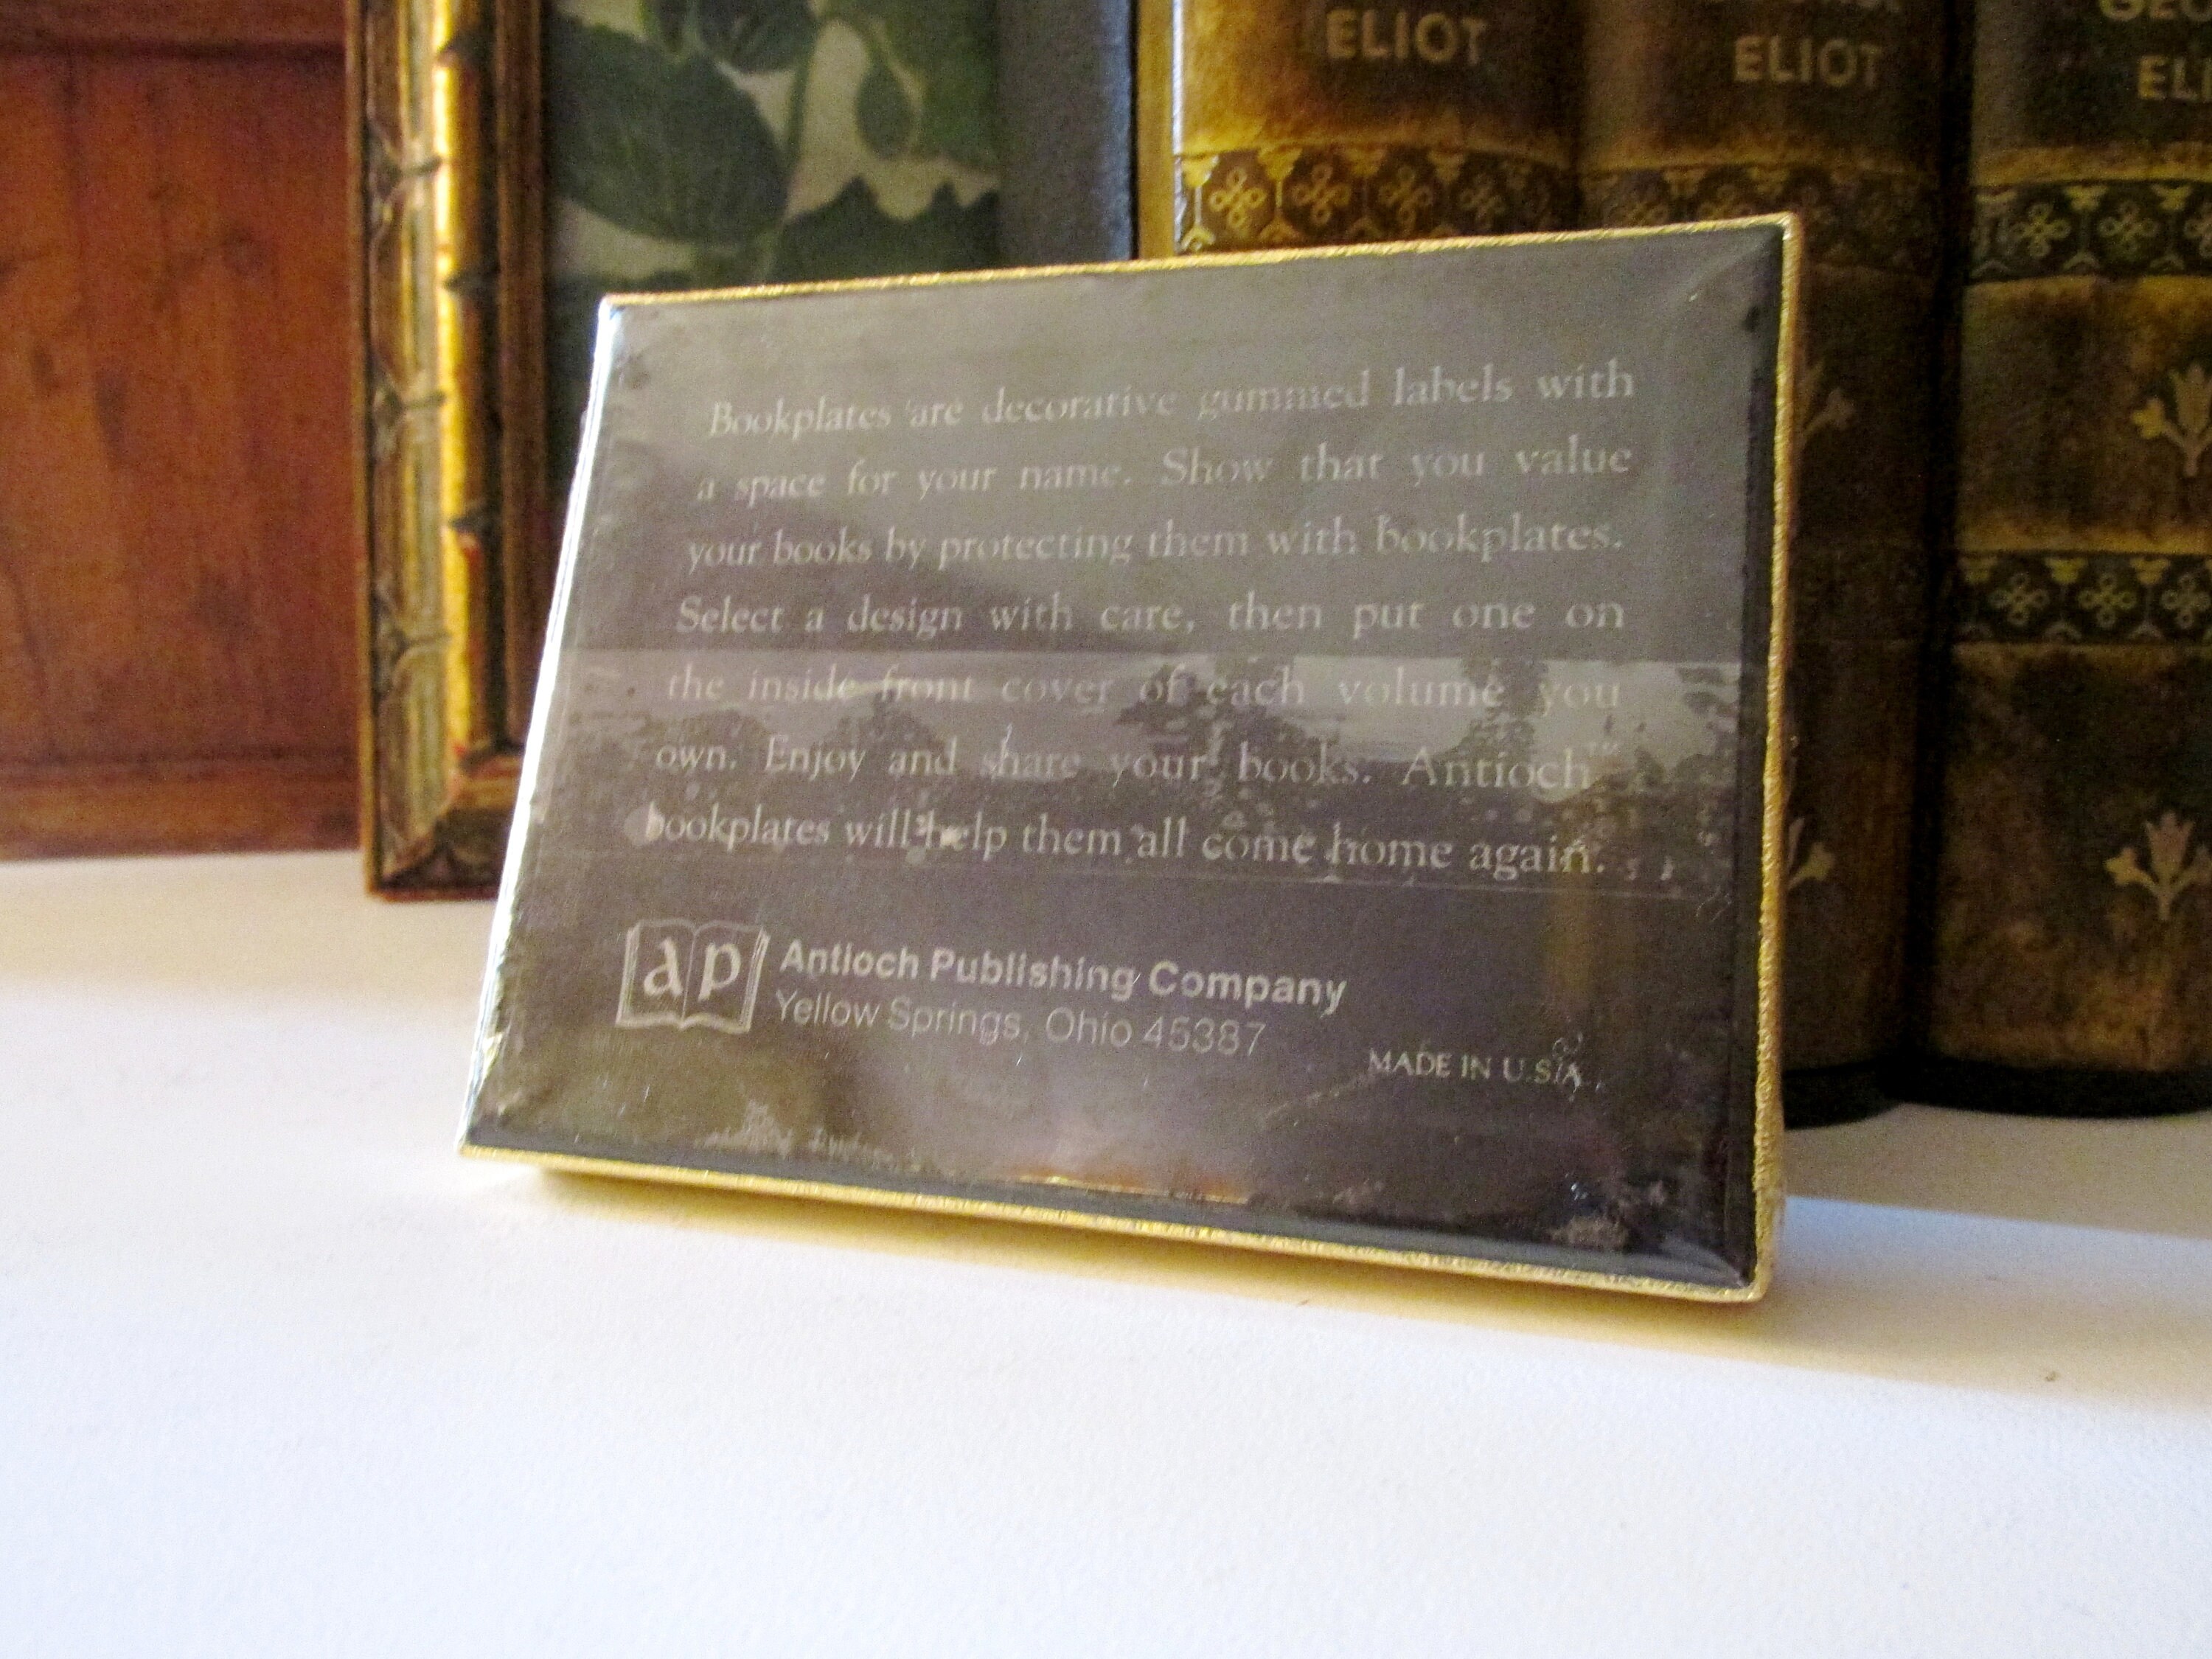 ELIOT
ELIOT
Bookplates are decorative gummed labels with
a space for your name. Show that you value
your books by protecting them with bookplates.
Select a design with care, then put one on
the inside front cover of each volume you
own. Enjoy and share your books. Antioch™
bookplates will help them all come home again.
ap
Antioch Publishing Company
Yellow Springs, Ohio 45387
MADE IN U.S.A.